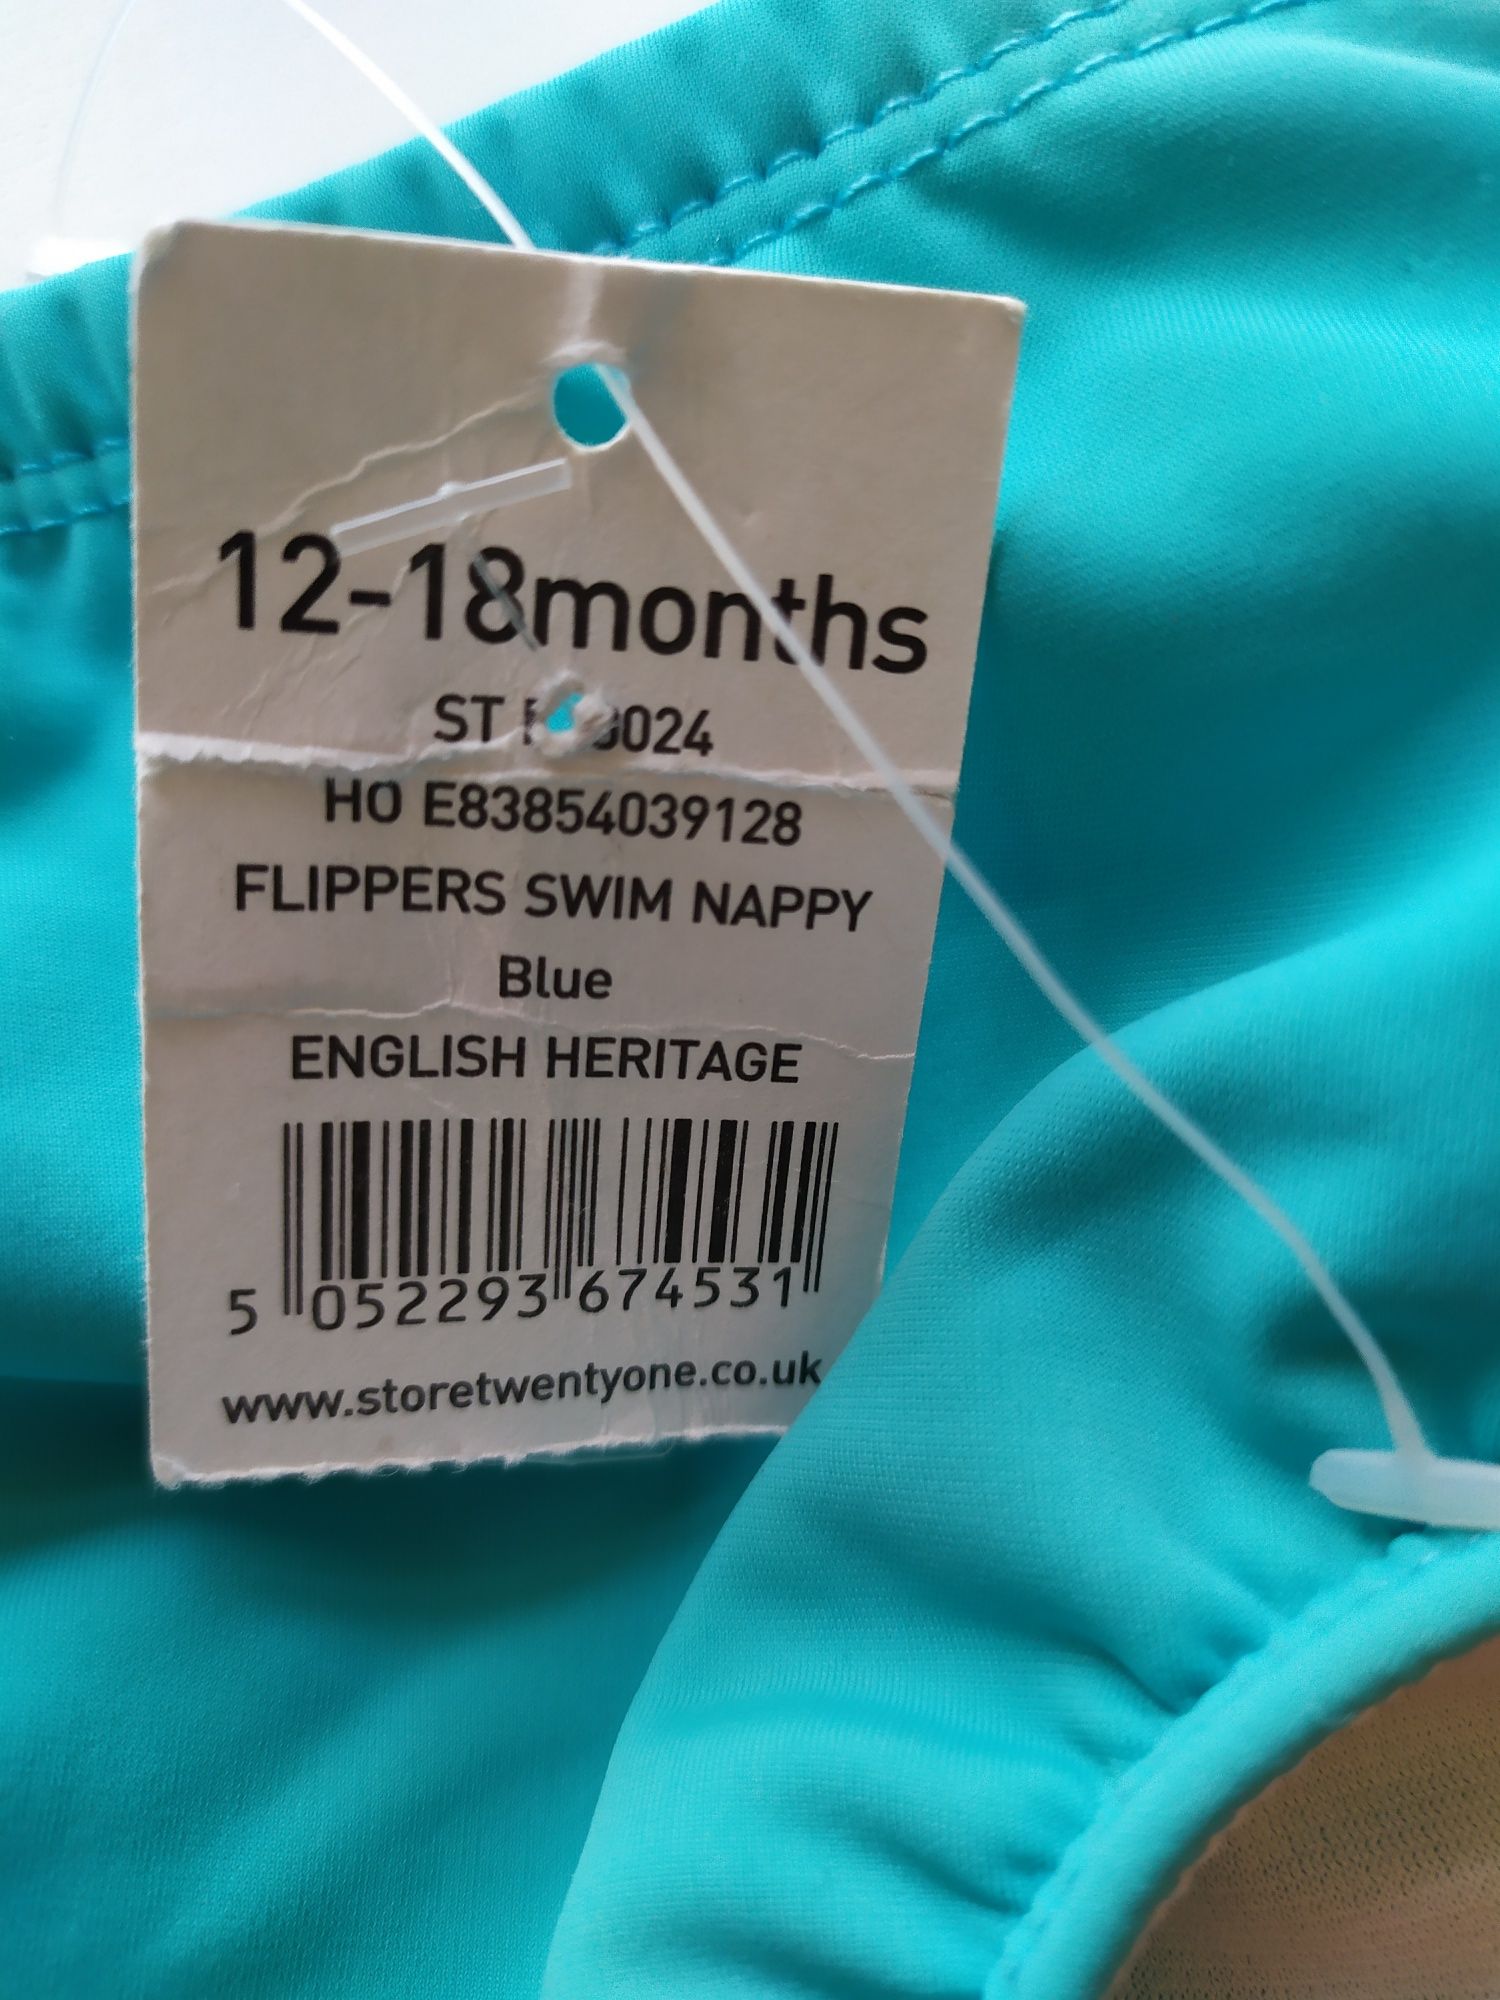 12-18months
ST
HO E83854039128
FLIPPERS SWIM NAPPY
Blue
ENGLISH HERITAGE
5 052293 674531
www.storetwentyone.co.uk